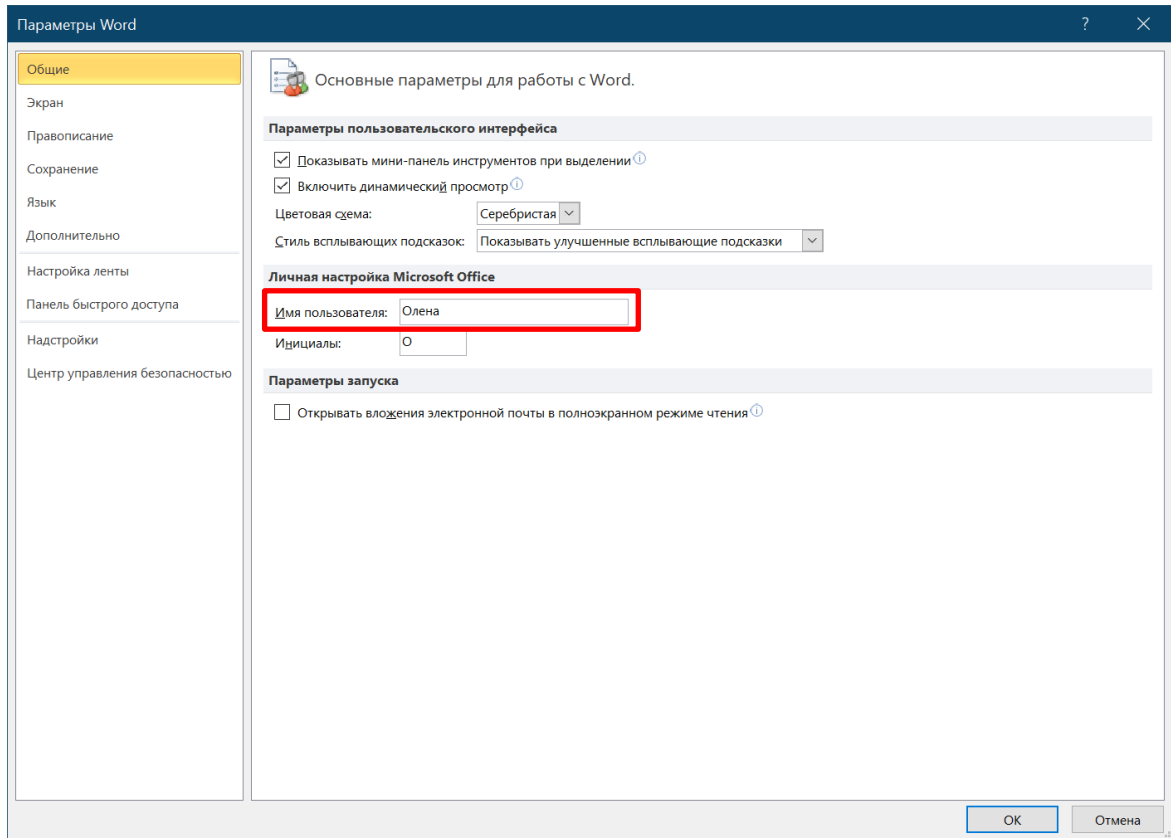 Параметры Word
Общие
Экран
Правописание
Сохранение
Язык
Дополнительно
Настройка ленты
Панель быстрого доступа
Надстройки
Центр управления безопасностью
Основные параметры для работы с Word.
Параметры пользовательского интерфейса
Показывать мини-панель инструментов при выделении
Включить динамический просмотр
Цветовая схема: Серебристая
Стиль всплывающих подсказок: Показывать улучшенные всплывающие подсказки
Личная настройка Microsoft Office
Имя пользователя: Олена
Инициалы: О
Параметры запуска
Открывать вложения электронной почты в полноэкранном режиме чтения
ОК Отмена